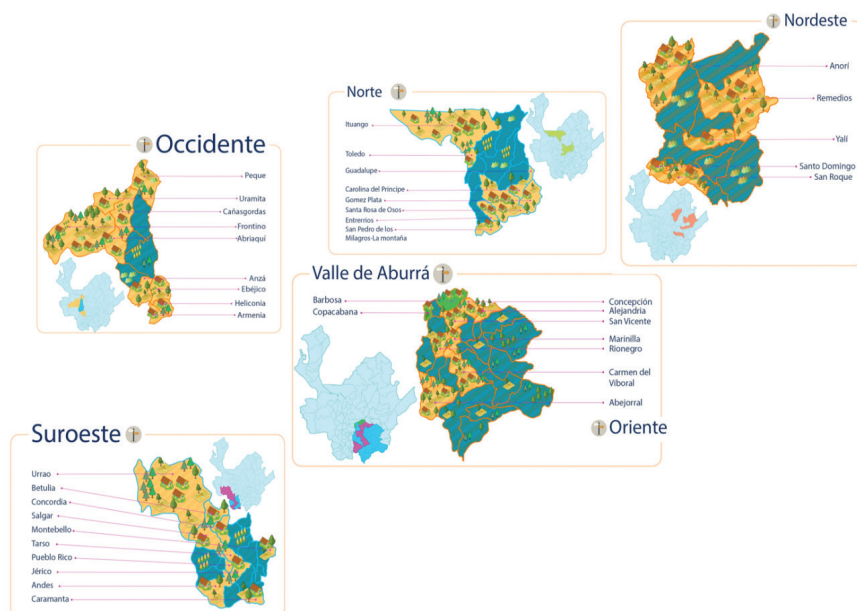 Nordeste
Anorí
Remedios
Yalí
Santo Domingo
San Roque
Norte
Ituango
Toledo
Guadalupe
Carolina del Principe
Gomez Plata
Santa Rosa de Osos
Entrerrios
San Pedro de los
Milagros-La montaña
Occidente
Peque
Uramita
Cañasgordas
Frontino
Abriaquí
Anzá
Ebéjico
Heliconia
Armenía
Valle de Aburrá
Barbosa
Copacabana
Concepción
Alejandria
San Vicente
Marinilla
Rionegro
Carmen del
Viboral
Abejorral
Oriente
Suroeste
Urrao
Betulia
Concordia
Salgar
Montebello
Tarso
Pueblo Rico
Jérico
Andes
Caramanta